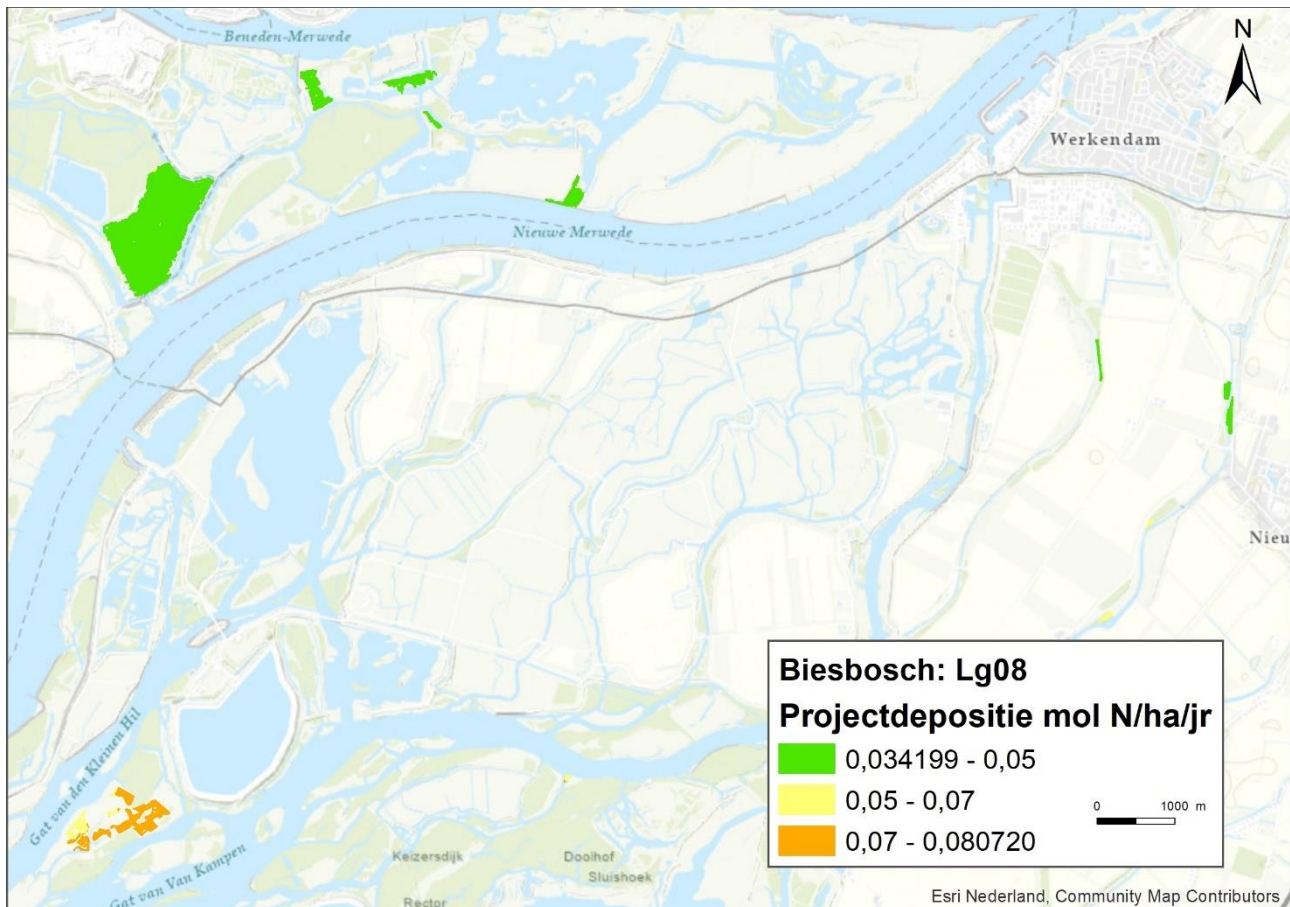 Beneden-Merwede
N
Werkendam
Nieuwe Merwede
Nieu
Gat van den Kleinen Hil
Gat van Van Kampen
Keizersdijk
Rector
Doolhof
Sluishoek
Biesbosch: Lg08
Projectdepositie mol N/ha/jr
0,034199 - 0,05
0,05 - 0,07
0,07 - 0,080720
0 1000 m
Esri Nederland, Community Map Contributors